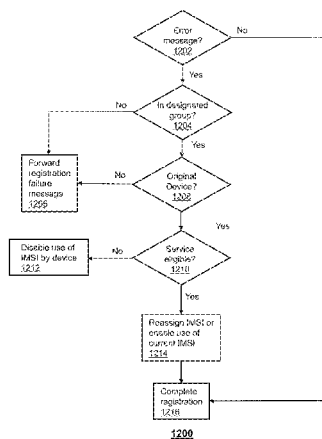 Error
message?
1202
No
Yes
No
In designated
group?
1204
Yes
Forward
registration
failure
message
1206
No
Original
Device?
1208
Yes
Disable use of
IMSI by device
1212
No
Service
eligible?
1210
Yes
Reassign IMSI or
enable use of
current IMSI
1214
Complete
registration
1216
1200